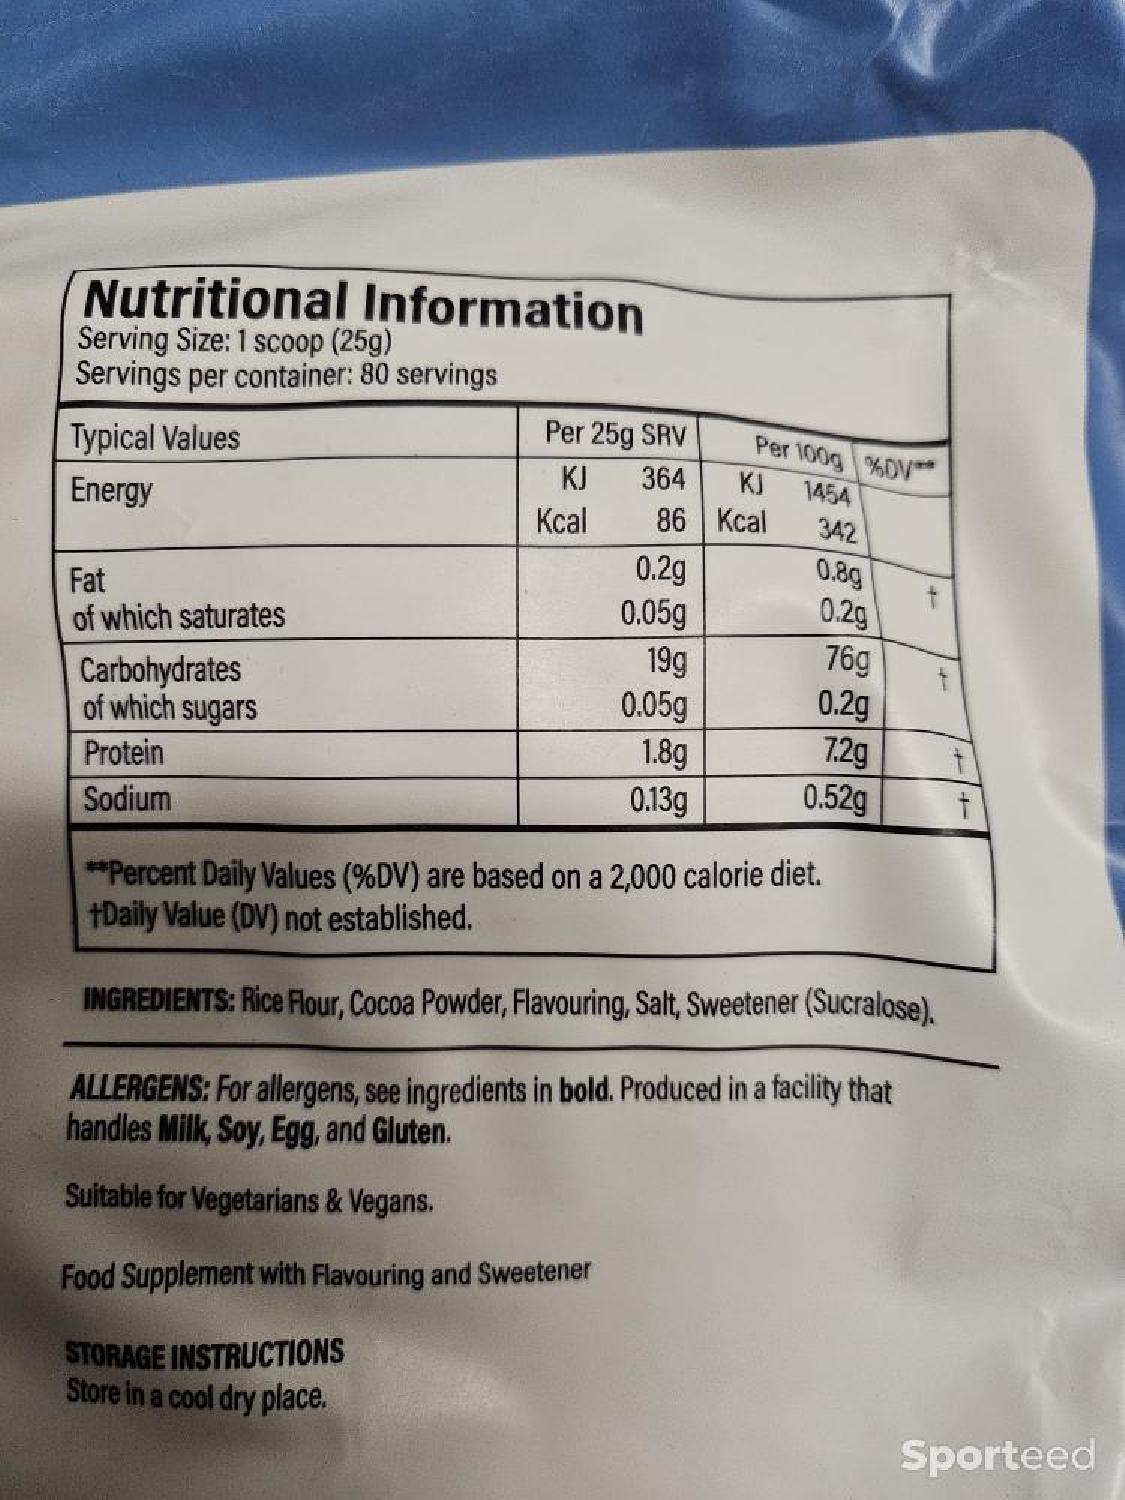 Nutritional Information
Serving Size: 1 scoop (25g)
Servings per container: 80 servings
Typical Values Per 25g SRV Per 100g %DV**
Energy KJ 364 KJ 1454
Kcal 86 Kcal 342
Fat 0.2g 0.8g †
of which saturates 0.05g 0.2g
Carbohydrates 19g 76g †
of which sugars 0.05g 0.2g
Protein 1.8g 7.2g †
Sodium 0.13g 0.52g †
**Percent Daily Values (%DV) are based on a 2,000 calorie diet.
†Daily Value (DV) not established.
INGREDIENTS: Rice Flour, Cocoa Powder, Flavouring, Salt, Sweetener (Sucralose).
ALLERGENS: For allergens, see ingredients in bold. Produced in a facility that
handles Milk, Soy, Egg, and Gluten.
Suitable for Vegetarians & Vegans.
Food Supplement with Flavouring and Sweetener
STORAGE INSTRUCTIONS
Store in a cool dry place.
Sporteed